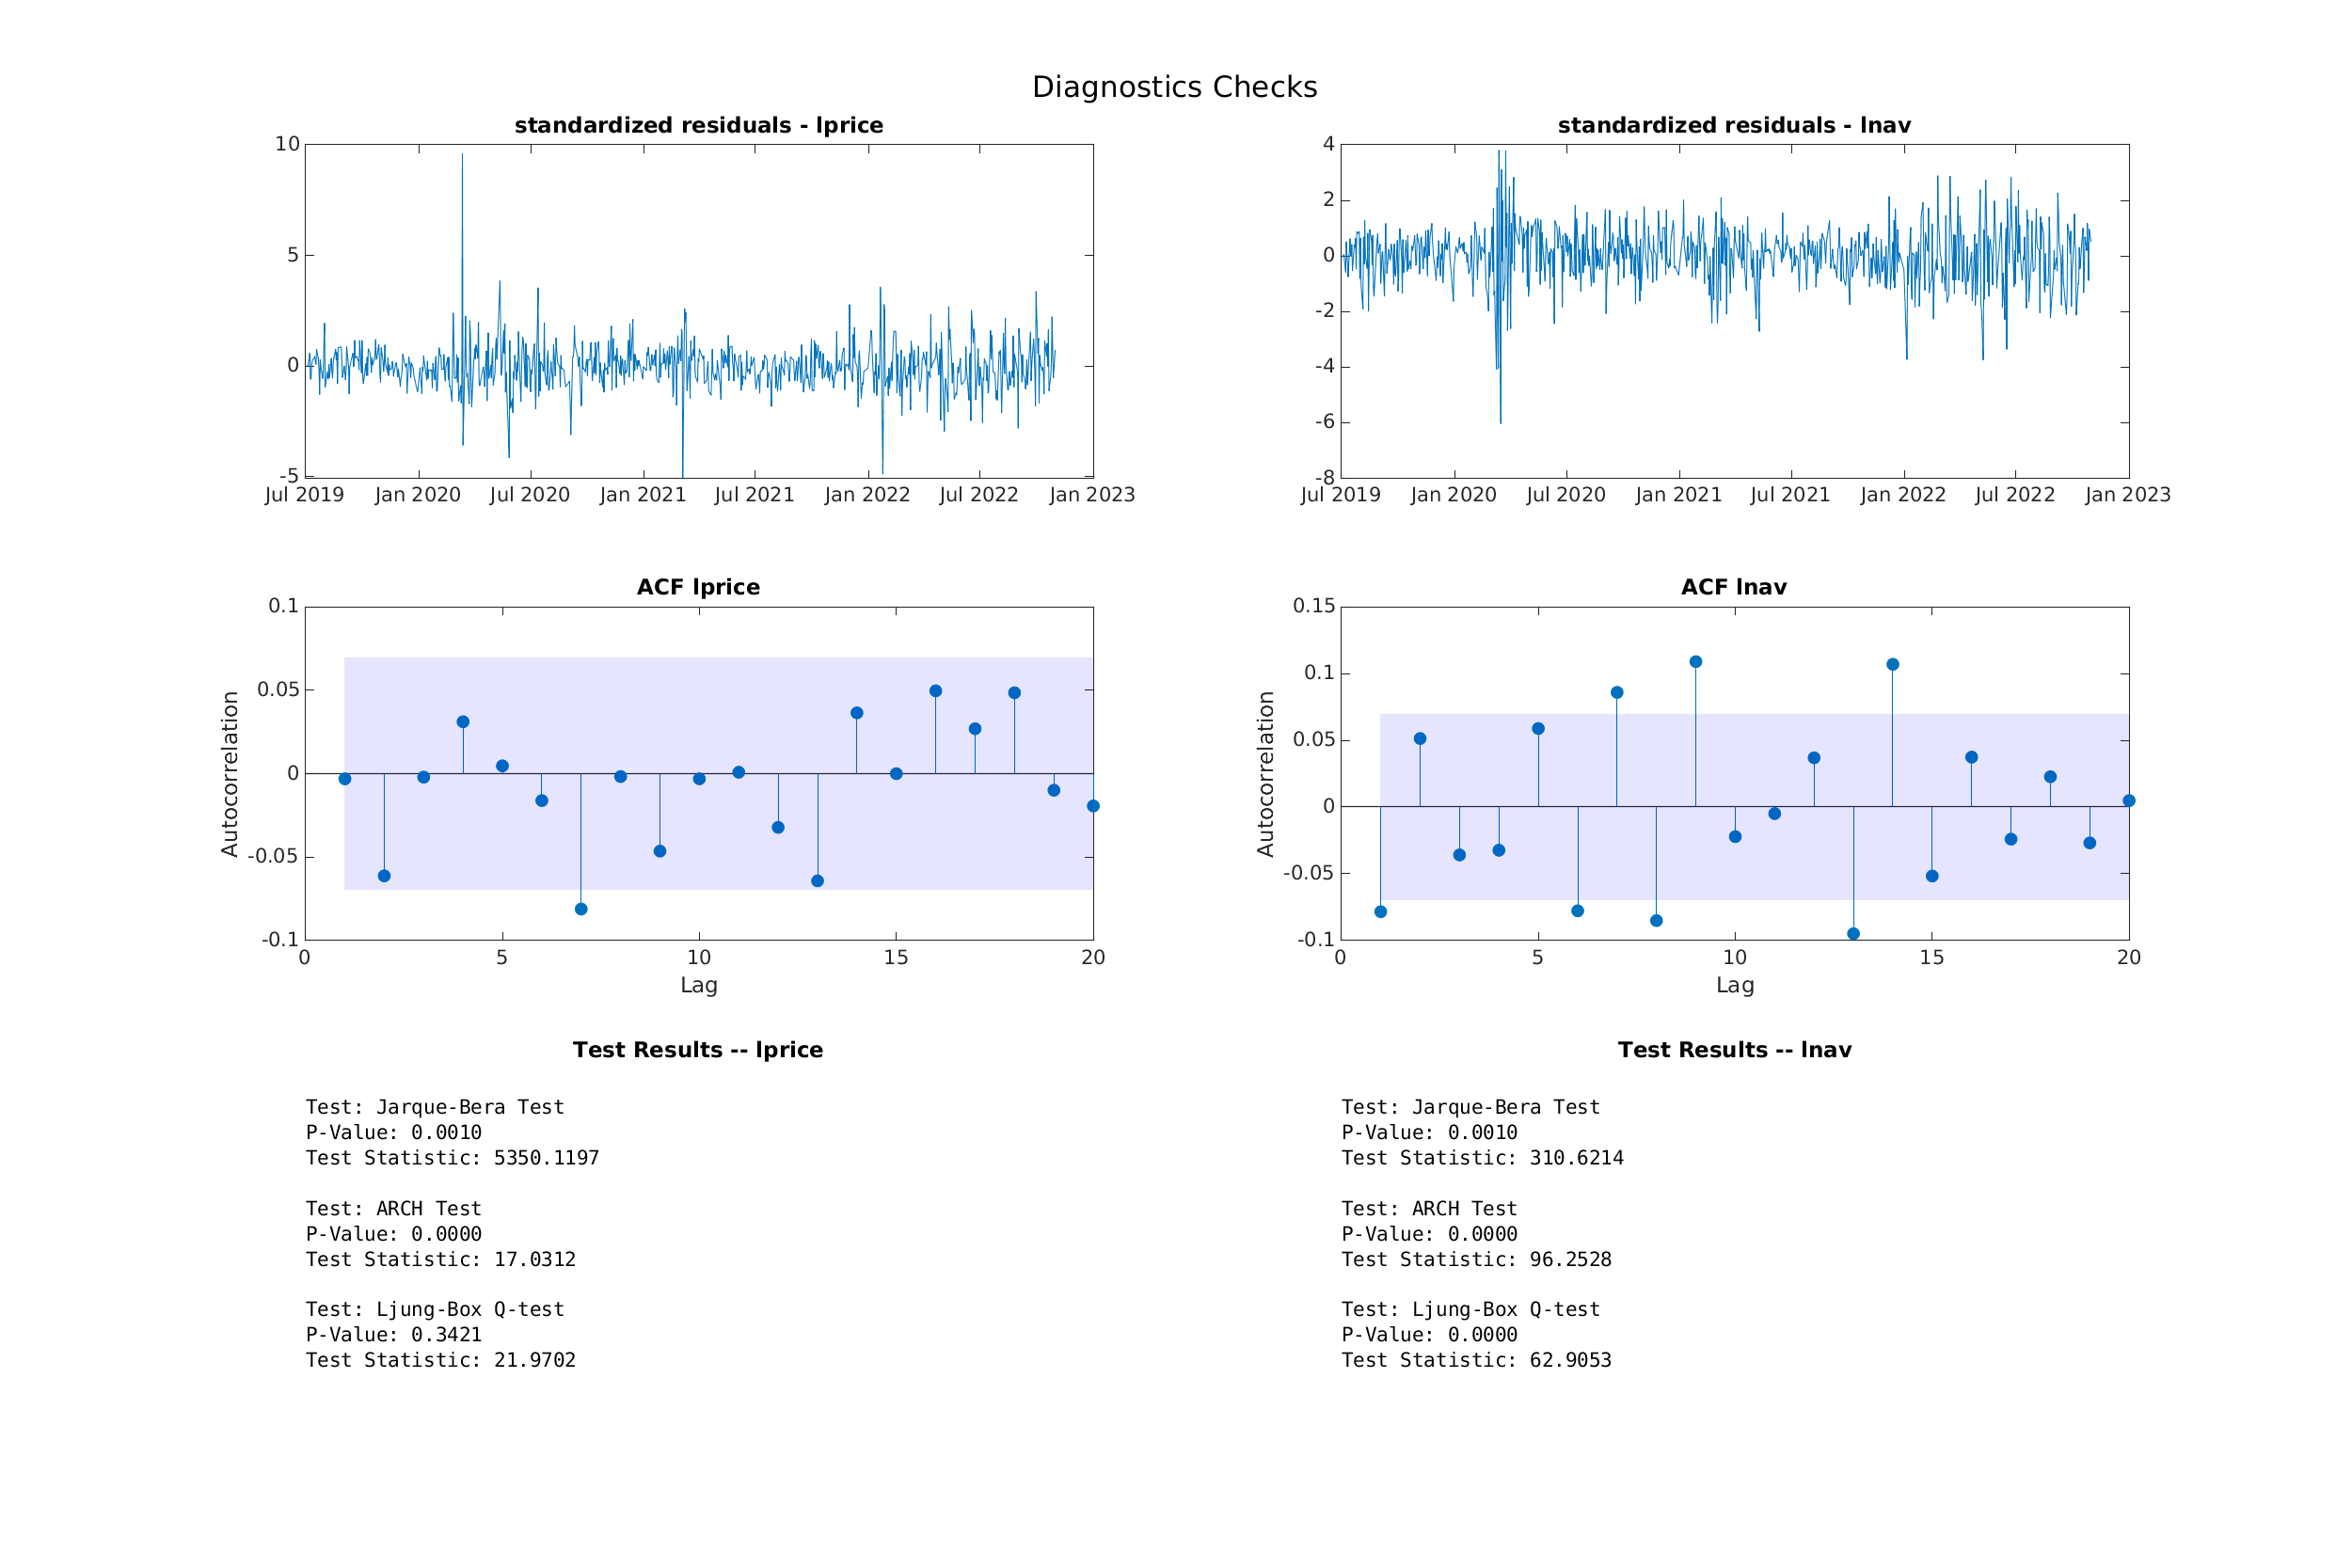 Diagnostics Checks
standardized residuals - lprice
10
5
0
-5
Jul 2019 Jan 2020 Jul 2020 Jan 2021 Jul 2021 Jan 2022 Jul 2022 Jan 2023
standardized residuals - lnav
4
2
0
-2
-4
-6
-8
Jul 2019 Jan 2020 Jul 2020 Jan 2021 Jul 2021 Jan 2022 Jul 2022 Jan 2023
ACF lprice
0.1
0.05
0
-0.05
-0.1
Autocorrelation
0 5 10 15 20
Lag
ACF lnav
0.15
0.1
0.05
0
-0.05
-0.1
Autocorrelation
0 5 10 15 20
Lag
Test Results -- lprice
Test: Jarque-Bera Test
P-Value: 0.0010
Test Statistic: 5350.1197
Test: ARCH Test
P-Value: 0.0000
Test Statistic: 17.0312
Test: Ljung-Box Q-test
P-Value: 0.3421
Test Statistic: 21.9702
Test Results -- lnav
Test: Jarque-Bera Test
P-Value: 0.0010
Test Statistic: 310.6214
Test: ARCH Test
P-Value: 0.0000
Test Statistic: 96.2528
Test: Ljung-Box Q-test
P-Value: 0.0000
Test Statistic: 62.9053